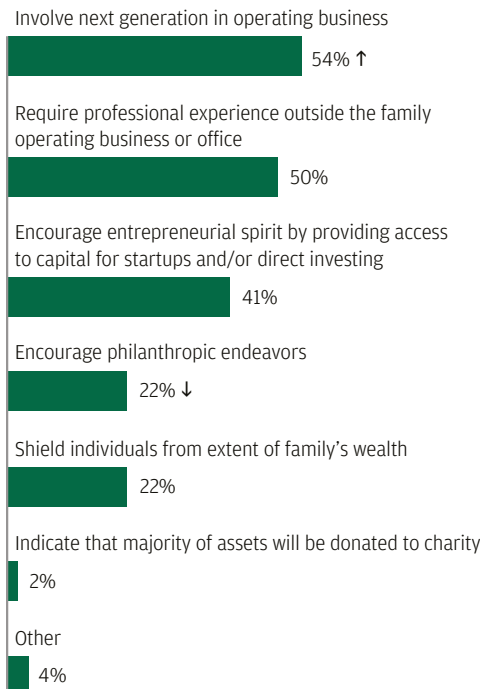 Involve next generation in operating business
54% ↑
Require professional experience outside the family
operating business or office
50%
Encourage entrepreneurial spirit by providing access
to capital for startups and/or direct investing
41%
Encourage philanthropic endeavors
22% ↓
Shield individuals from extent of family’s wealth
22%
Indicate that majority of assets will be donated to charity
2%
Other
4%